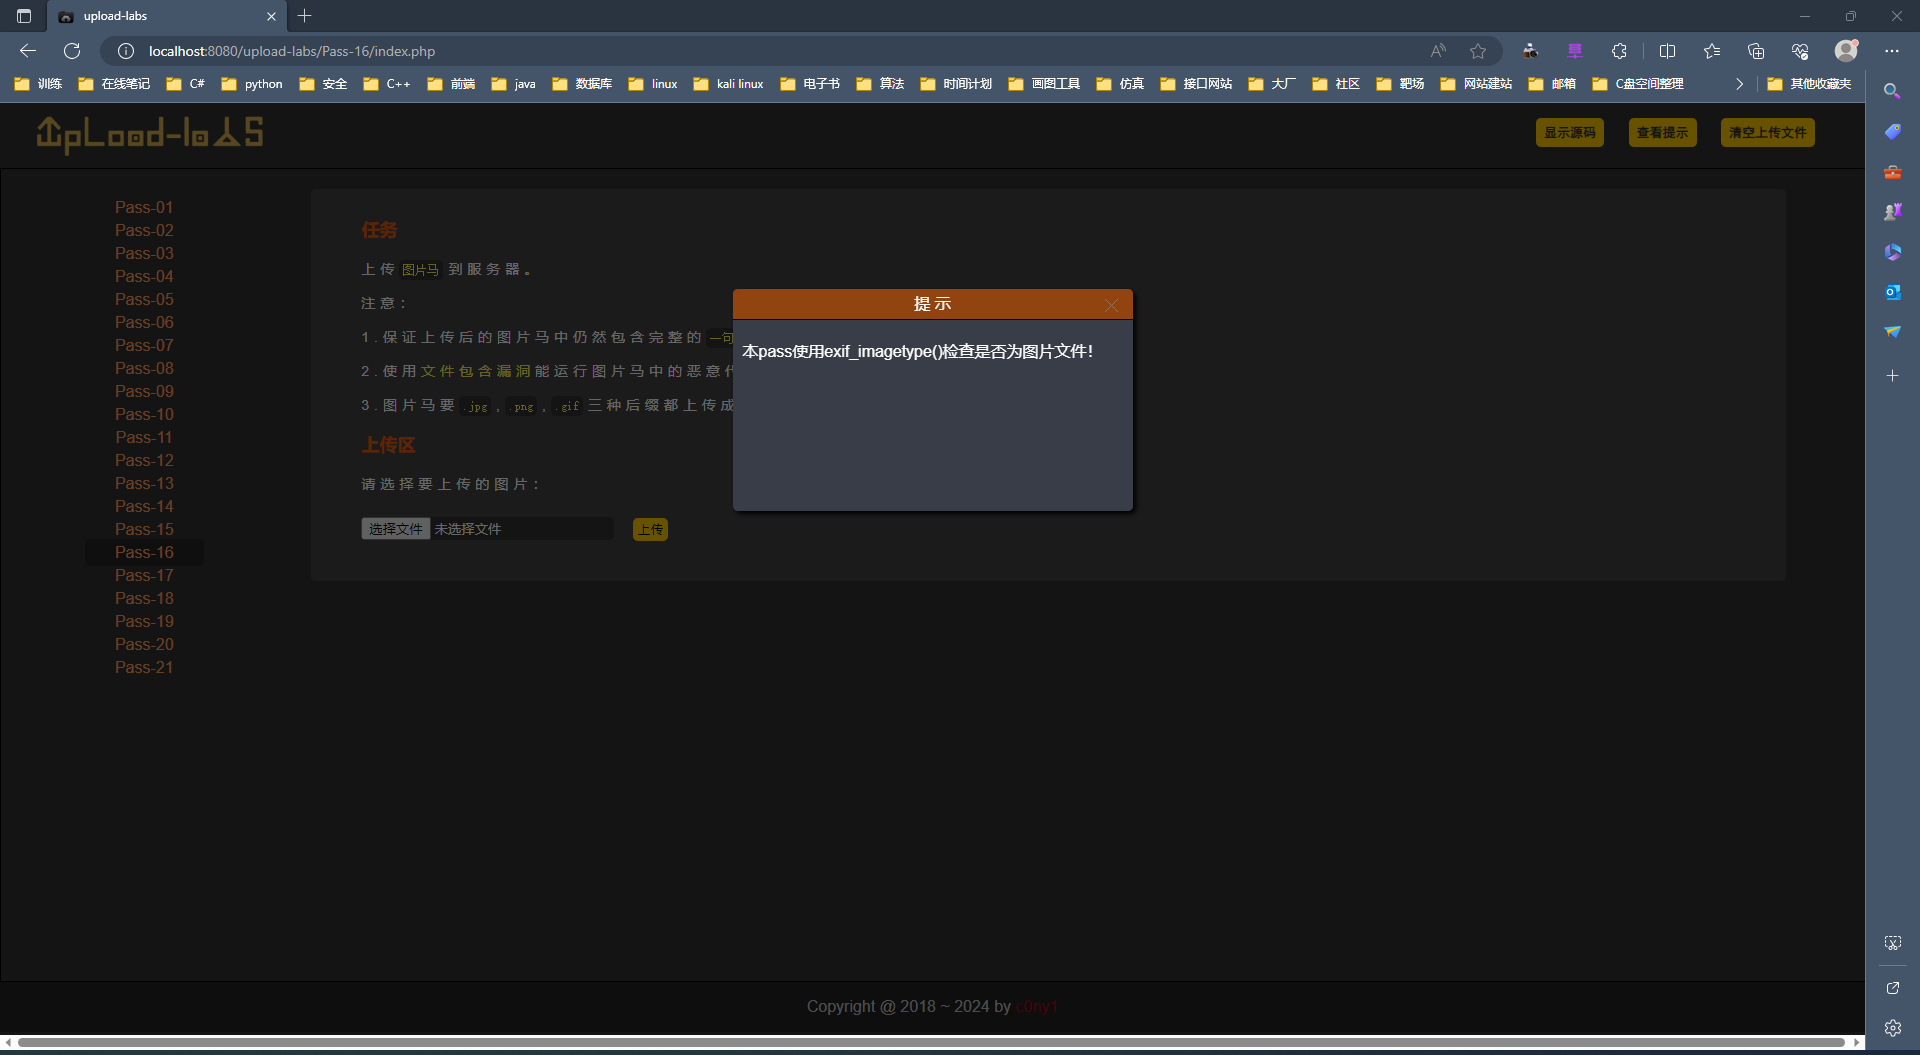 upload-labs
localhost:8080/upload-labs/Pass-16/index.php
训练 在线笔记 C# python 安全 C++ 前端 java 数据库 linux kali linux 电子书 算法 时间计划 画图工具 仿真 接口网站 大厂 社区 靶场 网站建站 邮箱 C盘空间整理 其他收藏夹
UpLoad-labs
显示源码 查看提示 清空上传文件
Pass-01
Pass-02
Pass-03
Pass-04
Pass-05
Pass-06
Pass-07
Pass-08
Pass-09
Pass-10
Pass-11
Pass-12
Pass-13
Pass-14
Pass-15
Pass-16
Pass-17
Pass-18
Pass-19
Pass-20
Pass-21
任务
上传图片马到服务器。
注意：
1.保证上传后的图片马中仍然包含完整的一句
2.使用文件包含漏洞能运行图片马中的恶意代
3.图片马要.jpg,.png,.gif三种后缀都上传成
上传区
请选择要上传的图片：
选择文件 未选择文件 上传
提示
本pass使用exif_imagetype()检查是否为图片文件！
Copyright @ 2018 ~ 2024 by c0ny1